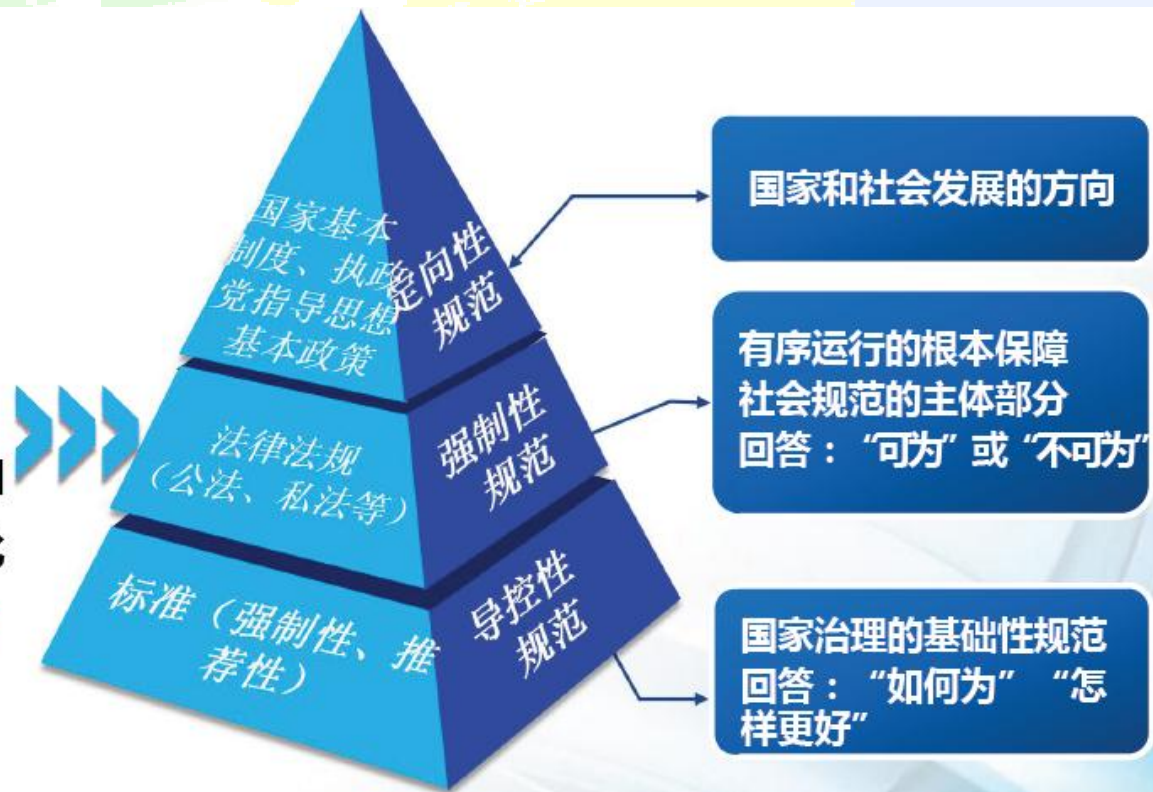 国家基本
制度、执政
党指导思想
基本政策
定向性
规范
国家和社会发展的方向
法律法规
（公法、私法等）
强制性
规范
有序运行的根本保障
社会规范的主体部分
回答：“可为”或“不可为”
标准（强制性、推
荐性）
导控性
规范
国家治理的基础性规范
回答：“如何为”“怎
样更好”